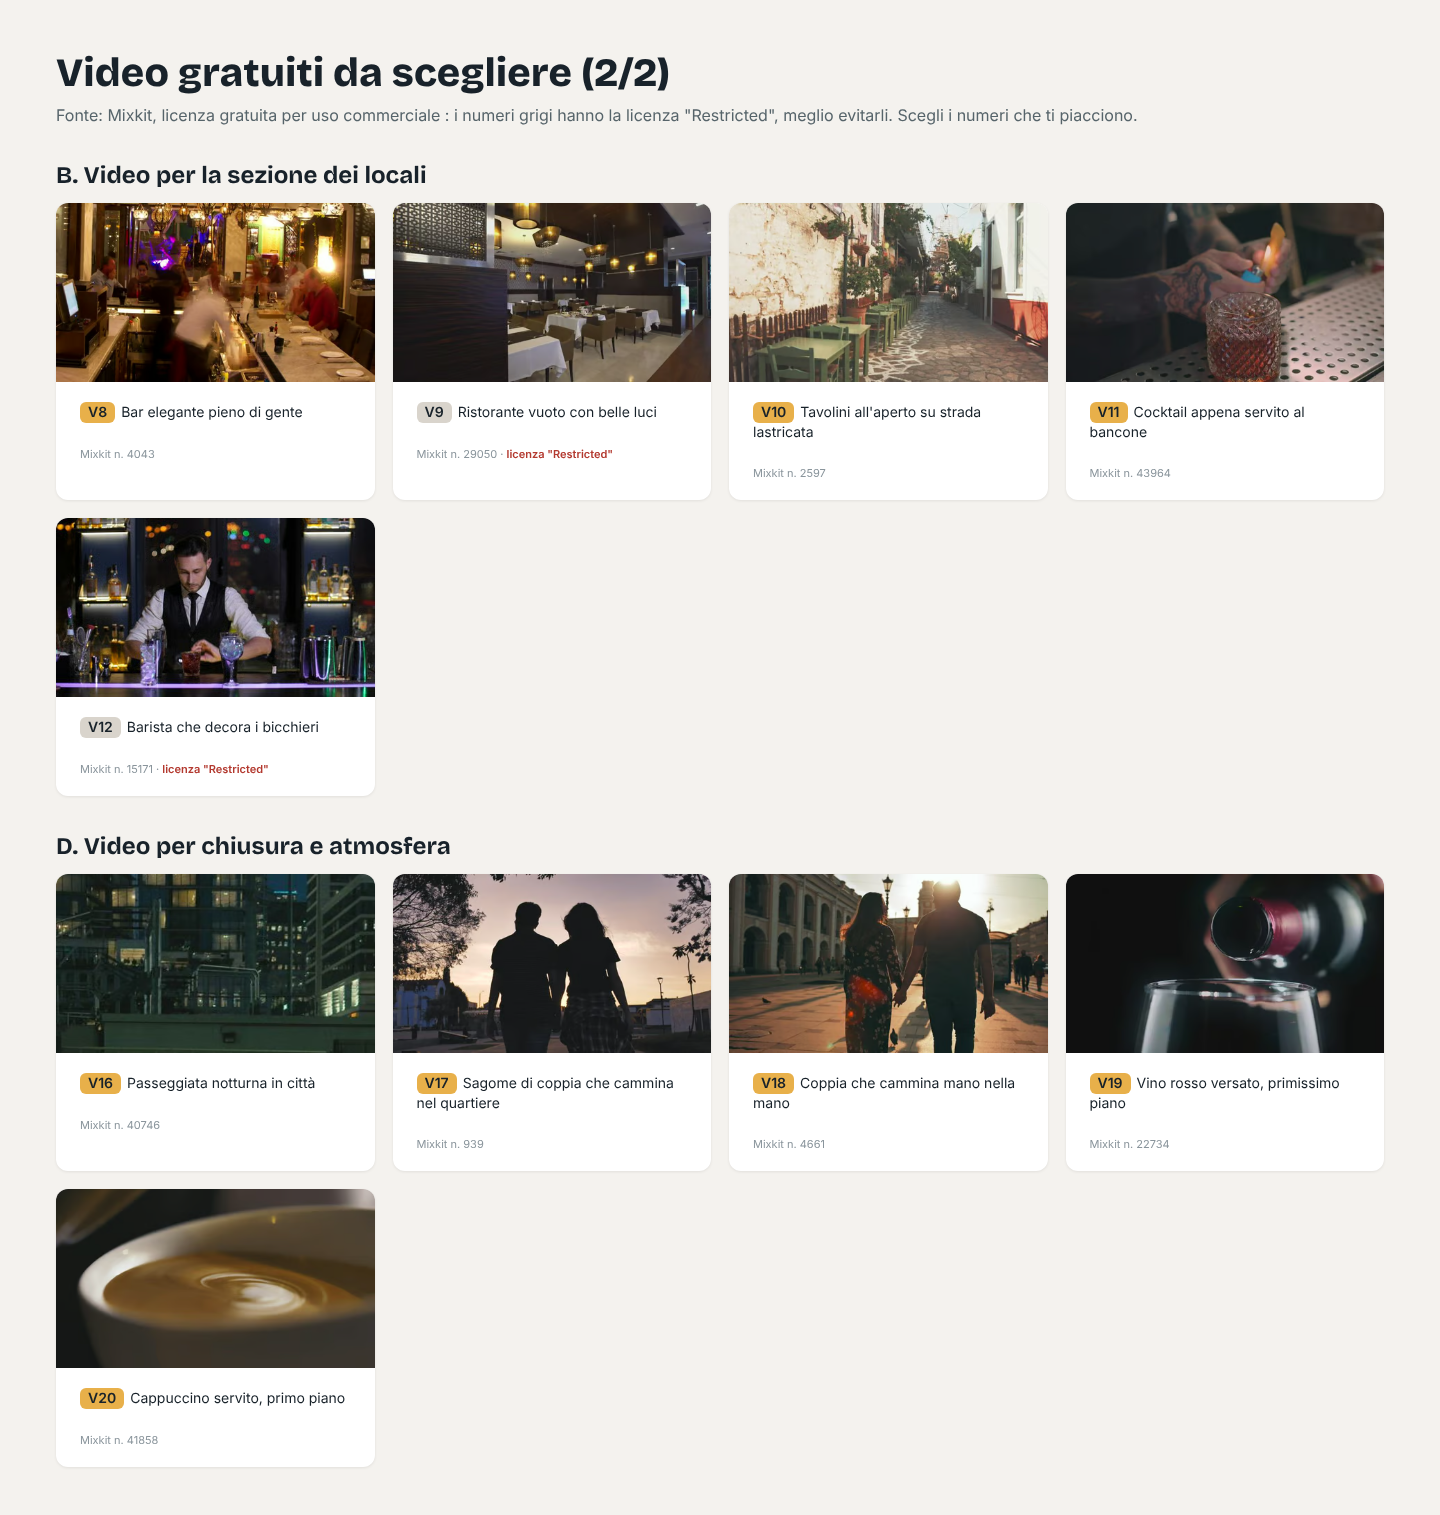 Video gratuiti da scegliere (2/2)
Fonte: Mixkit, licenza gratuita per uso commerciale : i numeri grigi hanno la licenza "Restricted", meglio evitarli. Scegli i numeri che ti piacciono.
B. Video per la sezione dei locali
V8 Bar elegante pieno di gente
Mixkit n. 4043
V9 Ristorante vuoto con belle luci
Mixkit n. 29050 · licenza "Restricted"
V10 Tavolini all'aperto su strada
lastricata
Mixkit n. 2597
V11 Cocktail appena servito al
bancone
Mixkit n. 43964
V12 Barista che decora i bicchieri
Mixkit n. 15171 · licenza "Restricted"
D. Video per chiusura e atmosfera
V16 Passeggiata notturna in città
Mixkit n. 40746
V17 Sagome di coppia che cammina
nel quartiere
Mixkit n. 939
V18 Coppia che cammina mano nella
mano
Mixkit n. 4661
V19 Vino rosso versato, primissimo
piano
Mixkit n. 22734
V20 Cappuccino servito, primo piano
Mixkit n. 41858